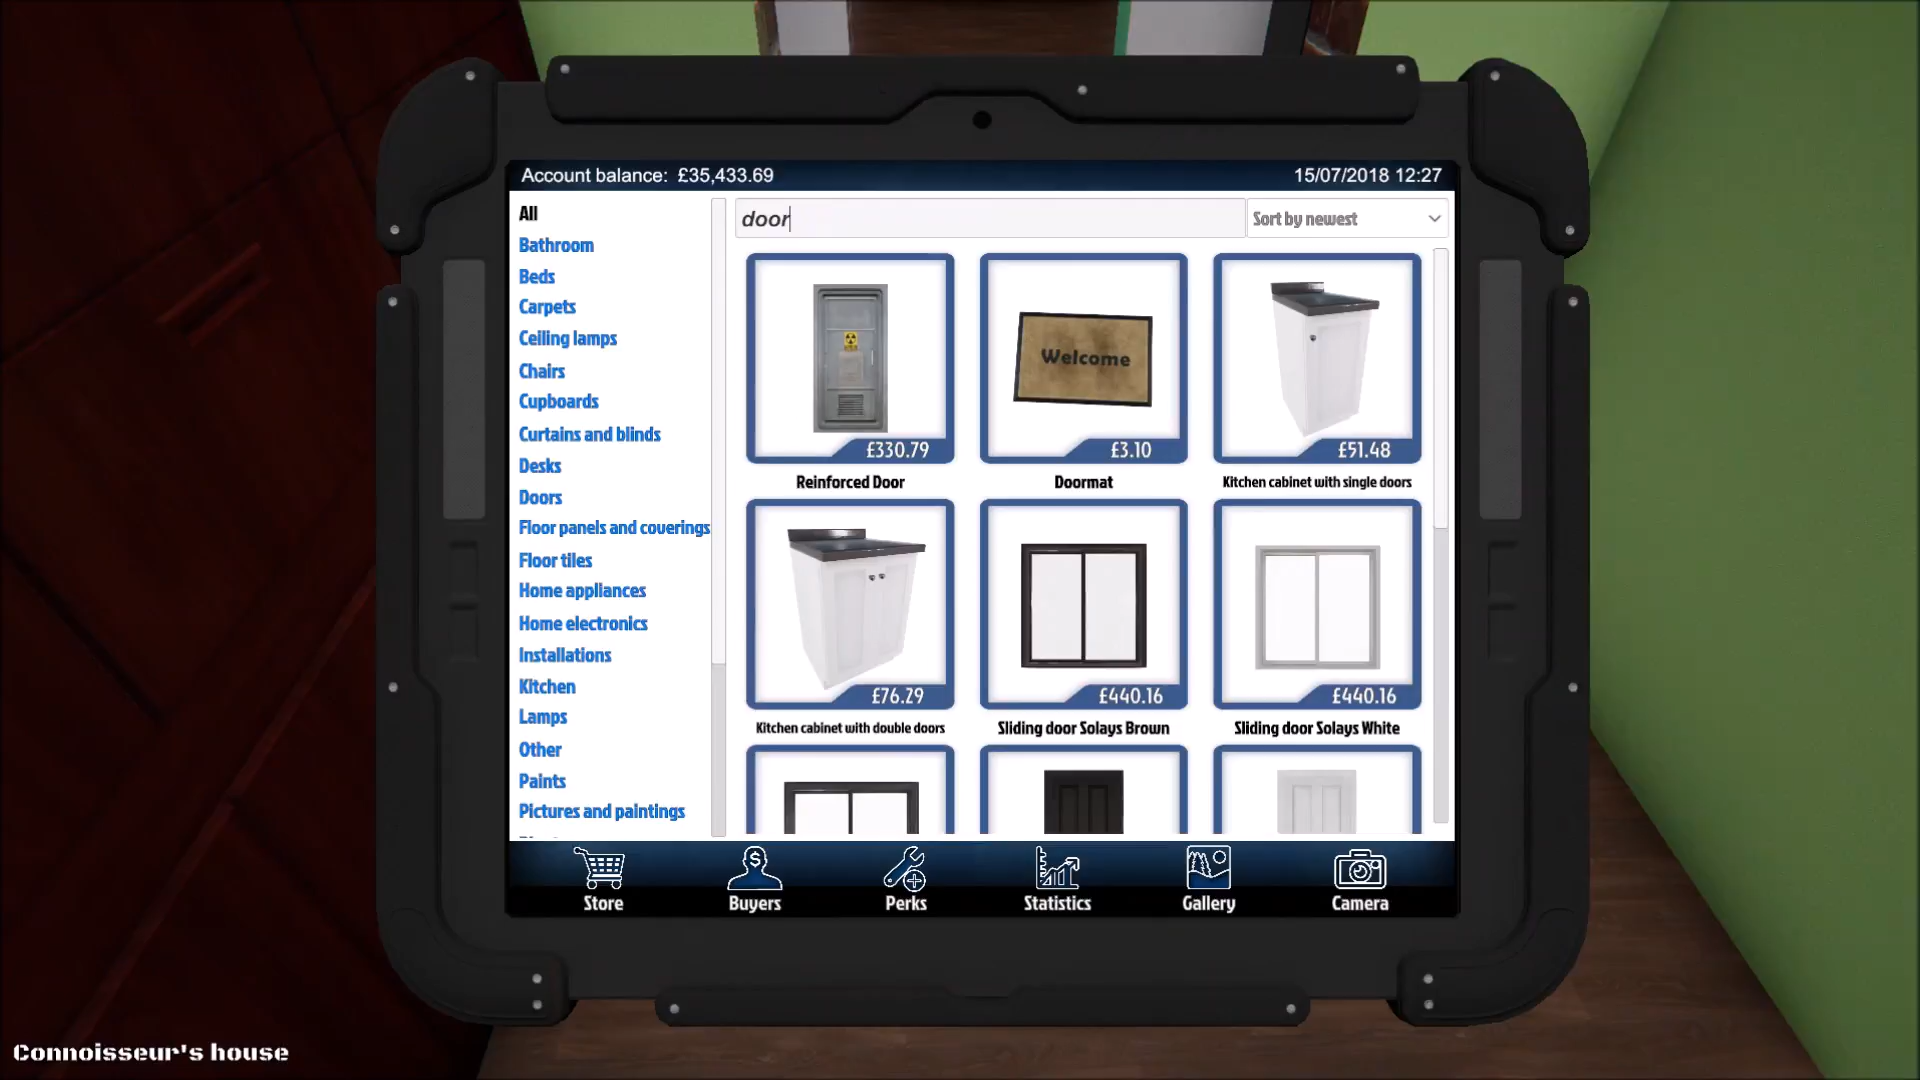 Account balance: £35,433.69
15/07/2018 12:27
All
Bathroom
Beds
Carpets
Ceiling lamps
Chairs
Cupboards
Curtains and blinds
Desks
Doors
Floor panels and coverings
Floor tiles
Home appliances
Home electronics
Installations
Kitchen
Lamps
Other
Paints
Pictures and paintings
door
Sort by newest
£330.79
Reinforced Door
Welcome
£3.10
Doormat
£51.48
Kitchen cabinet with single doors
£76.29
Kitchen cabinet with double doors
£440.16
Sliding door Solays Brown
£440.16
Sliding door Solays White
Store
Buyers
Perks
Statistics
Gallery
Camera
Connoisseur's house